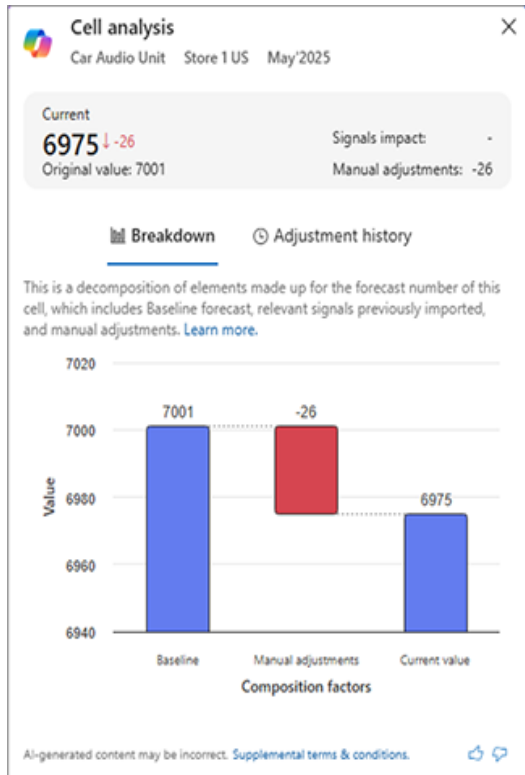 Cell analysis
Car Audio Unit Store 1 US May'2025
Current
6975 ↓ -26
Original value: 7001
Signals impact: -
Manual adjustments: -26
Breakdown Adjustment history
This is a decomposition of elements made up for the forecast number of this
cell, which includes Baseline forecast, relevant signals previously imported,
and manual adjustments. Learn more.
7020
7000
6980
6960
6940
Value
7001
-26
6975
Baseline Manual adjustments Current value
Composition factors
AI-generated content may be incorrect. Supplemental terms & conditions.